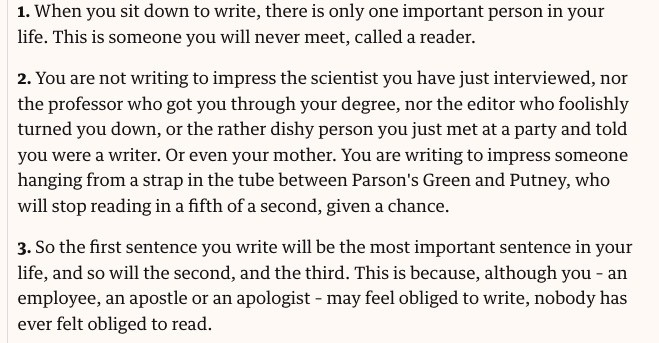 1. When you sit down to write, there is only one important person in your
life. This is someone you will never meet, called a reader.
2. You are not writing to impress the scientist you have just interviewed, nor
the professor who got you through your degree, nor the editor who foolishly
turned you down, or the rather dishy person you just met at a party and told
you were a writer. Or even your mother. You are writing to impress someone
hanging from a strap in the tube between Parson's Green and Putney, who
will stop reading in a fifth of a second, given a chance.
3. So the first sentence you write will be the most important sentence in your
life, and so will the second, and the third. This is because, although you – an
employee, an apostle or an apologist – may feel obliged to write, nobody has
ever felt obliged to read.